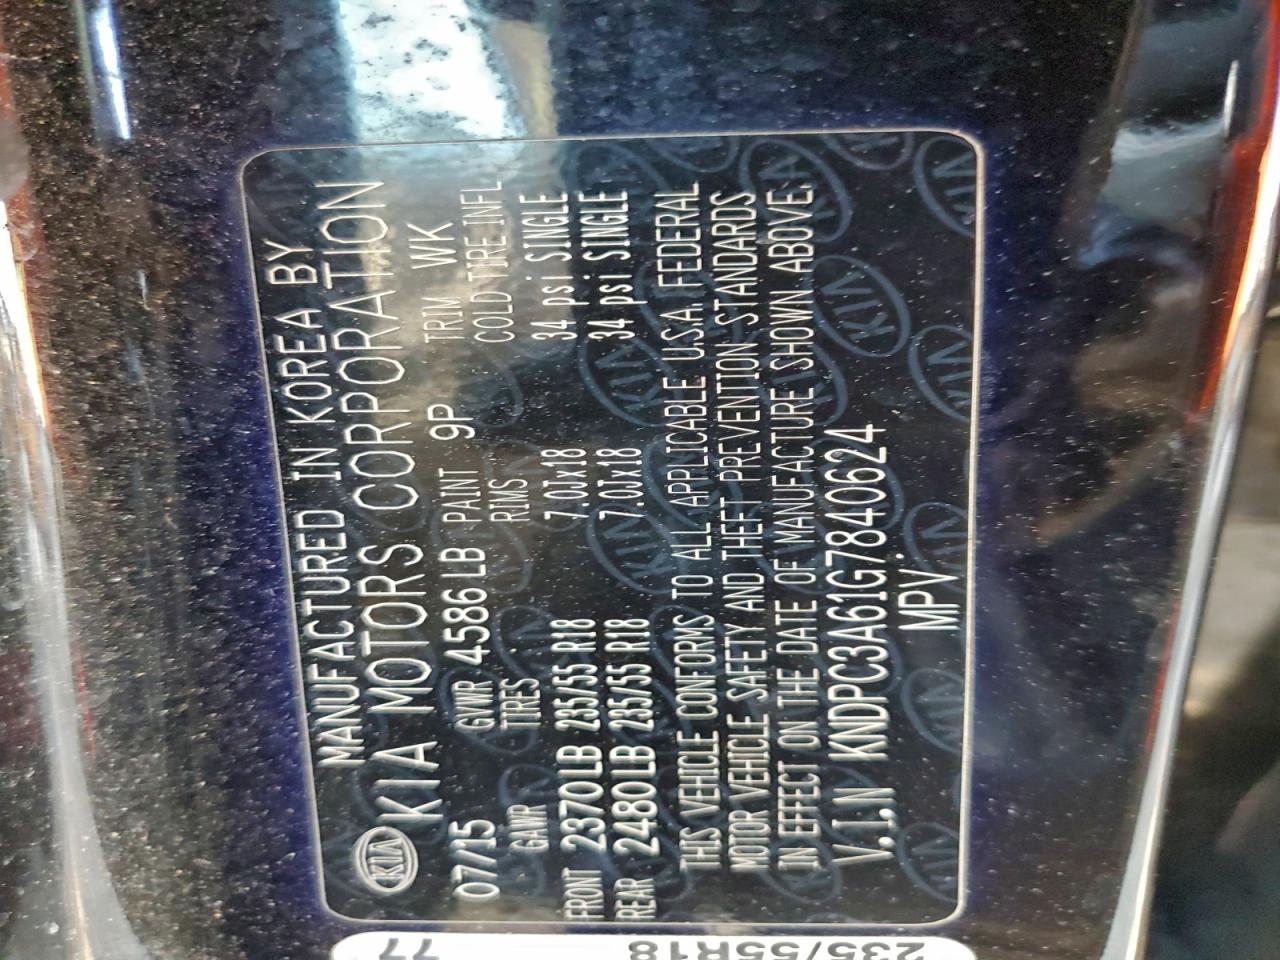 MANUFACTURED IN KOREA BY
KIA KIA MOTORS CORPORATION
07/15 GVWR 4586LB PAINT 9P TRIM WK
GAWR TIRES RIMS COLD TIRE INFL
FRONT 2370LB 235/55 R18 7.0Jx18 34 psi SINGLE
REAR 2480LB 235/55 R18 7.0Jx18 34 psi SINGLE
THIS VEHICLE CONFORMS TO ALL APPLICABLE U.S.A. FEDERAL
MOTOR VEHICLE SAFETY AND THEFT PREVENTION STANDARDS
IN EFFECT ON THE DATE OF MANUFACTURE SHOWN ABOVE.
V.I.N KNDPC3A61G7840624
MPV
77 235/55R18